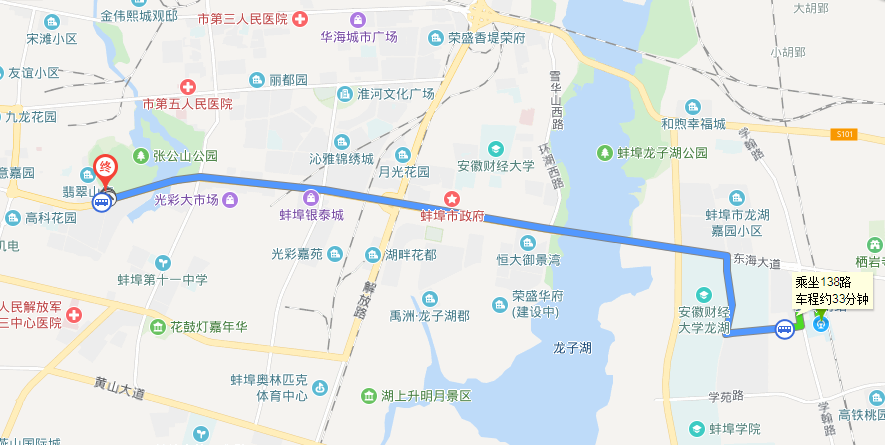 金伟熙城观邸
市第三人民医院
大胡郢
宋滩小区
华海城市广场
荣盛香堤荣府
小胡郢
友谊小区
丽都园
雪华山西路
市第五人民医院
淮河文化广场
九龙花园
和煦幸福城
S101
学翰路
张公山公园
沁雅锦绣城
月光花园
安徽财经大学
环湖西路
蚌埠龙子湖公园
终
意嘉园
翡翠山
光彩大市场
蚌埠银泰城
蚌埠市政府
蚌埠市龙湖
嘉园小区
高科花园
机电
光彩嘉苑
湖畔花都
恒大御景湾
东海大道
栖岩寺
蚌埠第十一中学
乘坐138路
车程约33分钟
解放路
禹洲·龙子湖郡
荣盛华府
(建设中)
安徽财经
大学龙湖
人民解放军
三中心医院
花鼓灯嘉年华
龙子湖
黄山大道
蚌埠奥林匹克
体育中心
湖上升明月景区
学苑路
学翰路
高铁桃园
蚌埠学院
燕山国际城